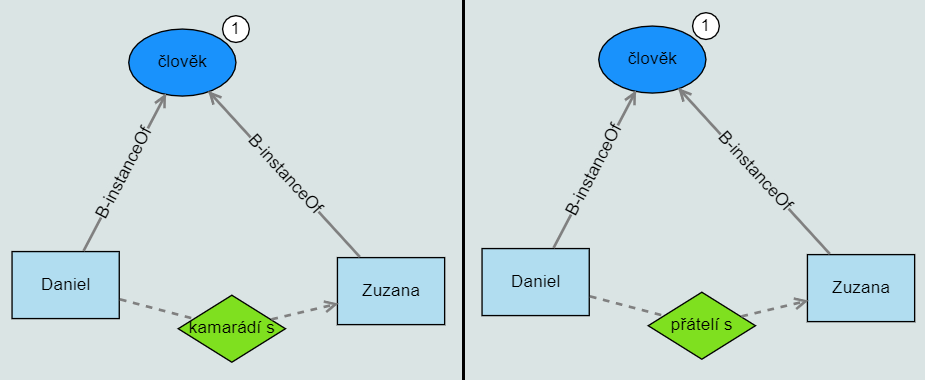 1
člověk
B-instanceOf
B-instanceOf
Daniel
Zuzana
kamarádí s
1
člověk
B-instanceOf
B-instanceOf
Daniel
Zuzana
přátelí s